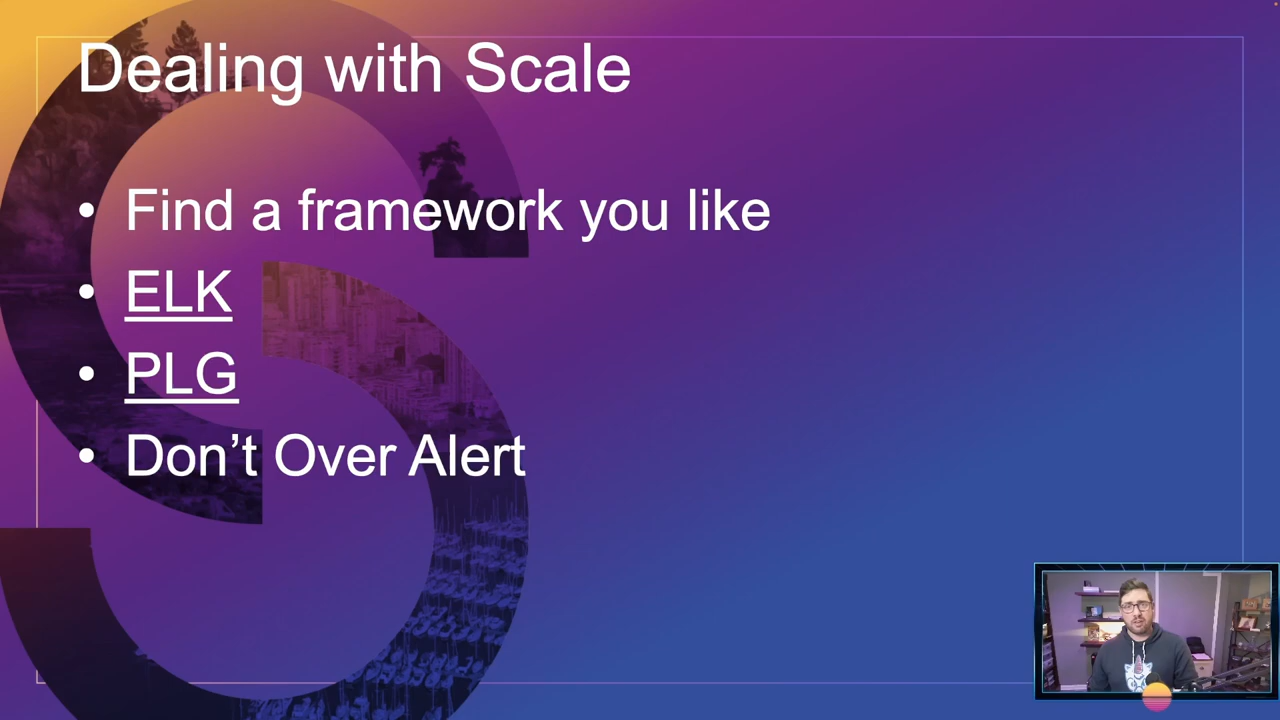 Dealing with Scale
• Find a framework you like
• ELK
• PLG
• Don’t Over Alert